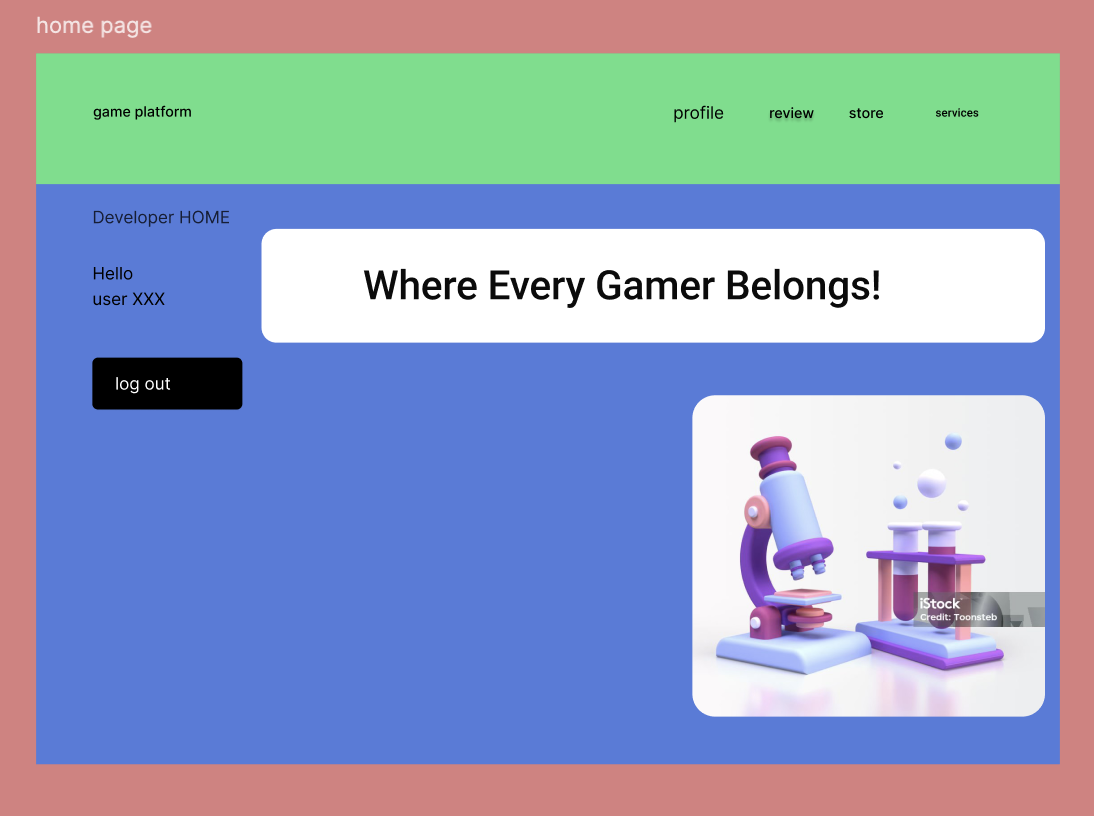 home page
game platform
profile
review
store
services
Developer HOME
Hello
user XXX
Where Every Gamer Belongs!
log out
iStock
Credit: Toonsteb